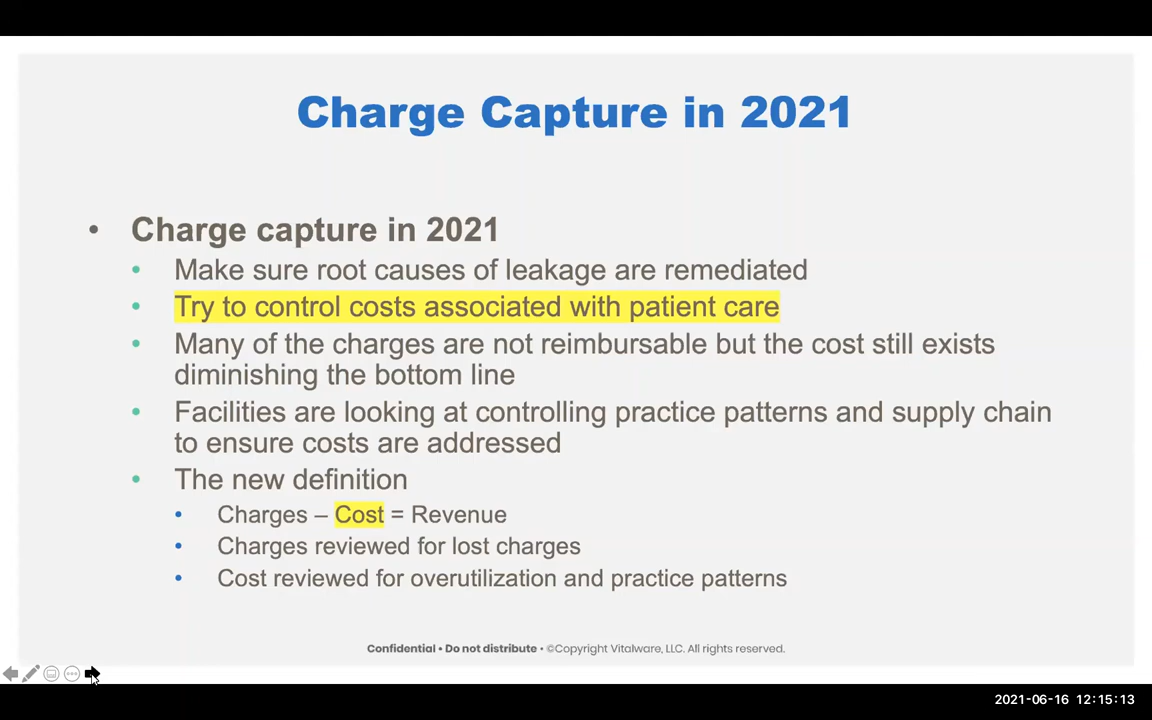 Charge Capture in 2021
• Charge capture in 2021
• Make sure root causes of leakage are remediated
• Try to control costs associated with patient care
• Many of the charges are not reimbursable but the cost still exists
diminishing the bottom line
• Facilities are looking at controlling practice patterns and supply chain
to ensure costs are addressed
• The new definition
• Charges – Cost = Revenue
• Charges reviewed for lost charges
• Cost reviewed for overutilization and practice patterns
Confidential • Do not distribute • ©Copyright Vitalware, LLC. All rights reserved.
2021-06-16 12:15:13